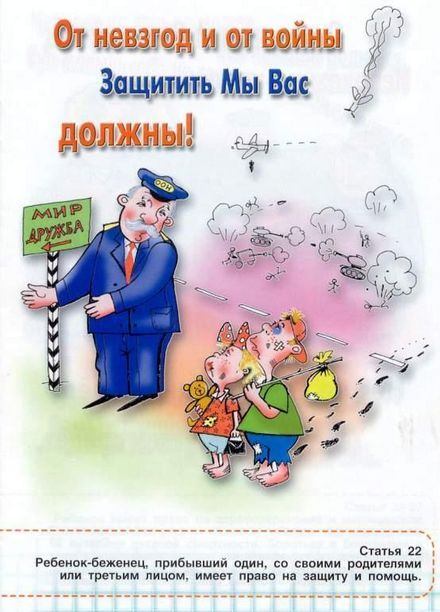 От невзгод и от войны
Защитить Мы Вас
должны!
ООН
МИР
ДРУЖБА
Статья 22
Ребенок-беженец, прибывший один, со своими родителями
или третьим лицом, имеет право на защиту и помощь.